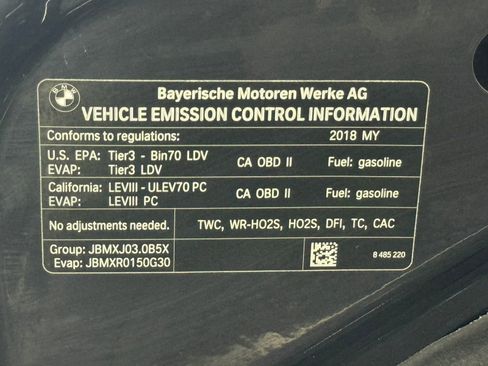 BMW
Bayerische Motoren Werke AG
VEHICLE EMISSION CONTROL INFORMATION
Conforms to regulations: 2018 MY
U.S. EPA: Tier3 - Bin70 LDV CA OBD II Fuel: gasoline
EVAP: Tier3 LDV
California: LEVIII - ULEV70 PC CA OBD II Fuel: gasoline
EVAP: LEVIII PC
No adjustments needed. TWC, WR-HO2S, HO2S, DFI, TC, CAC
Group: JBMXJ03.0B5X
Evap: JBMXR0150G30 8 485 220